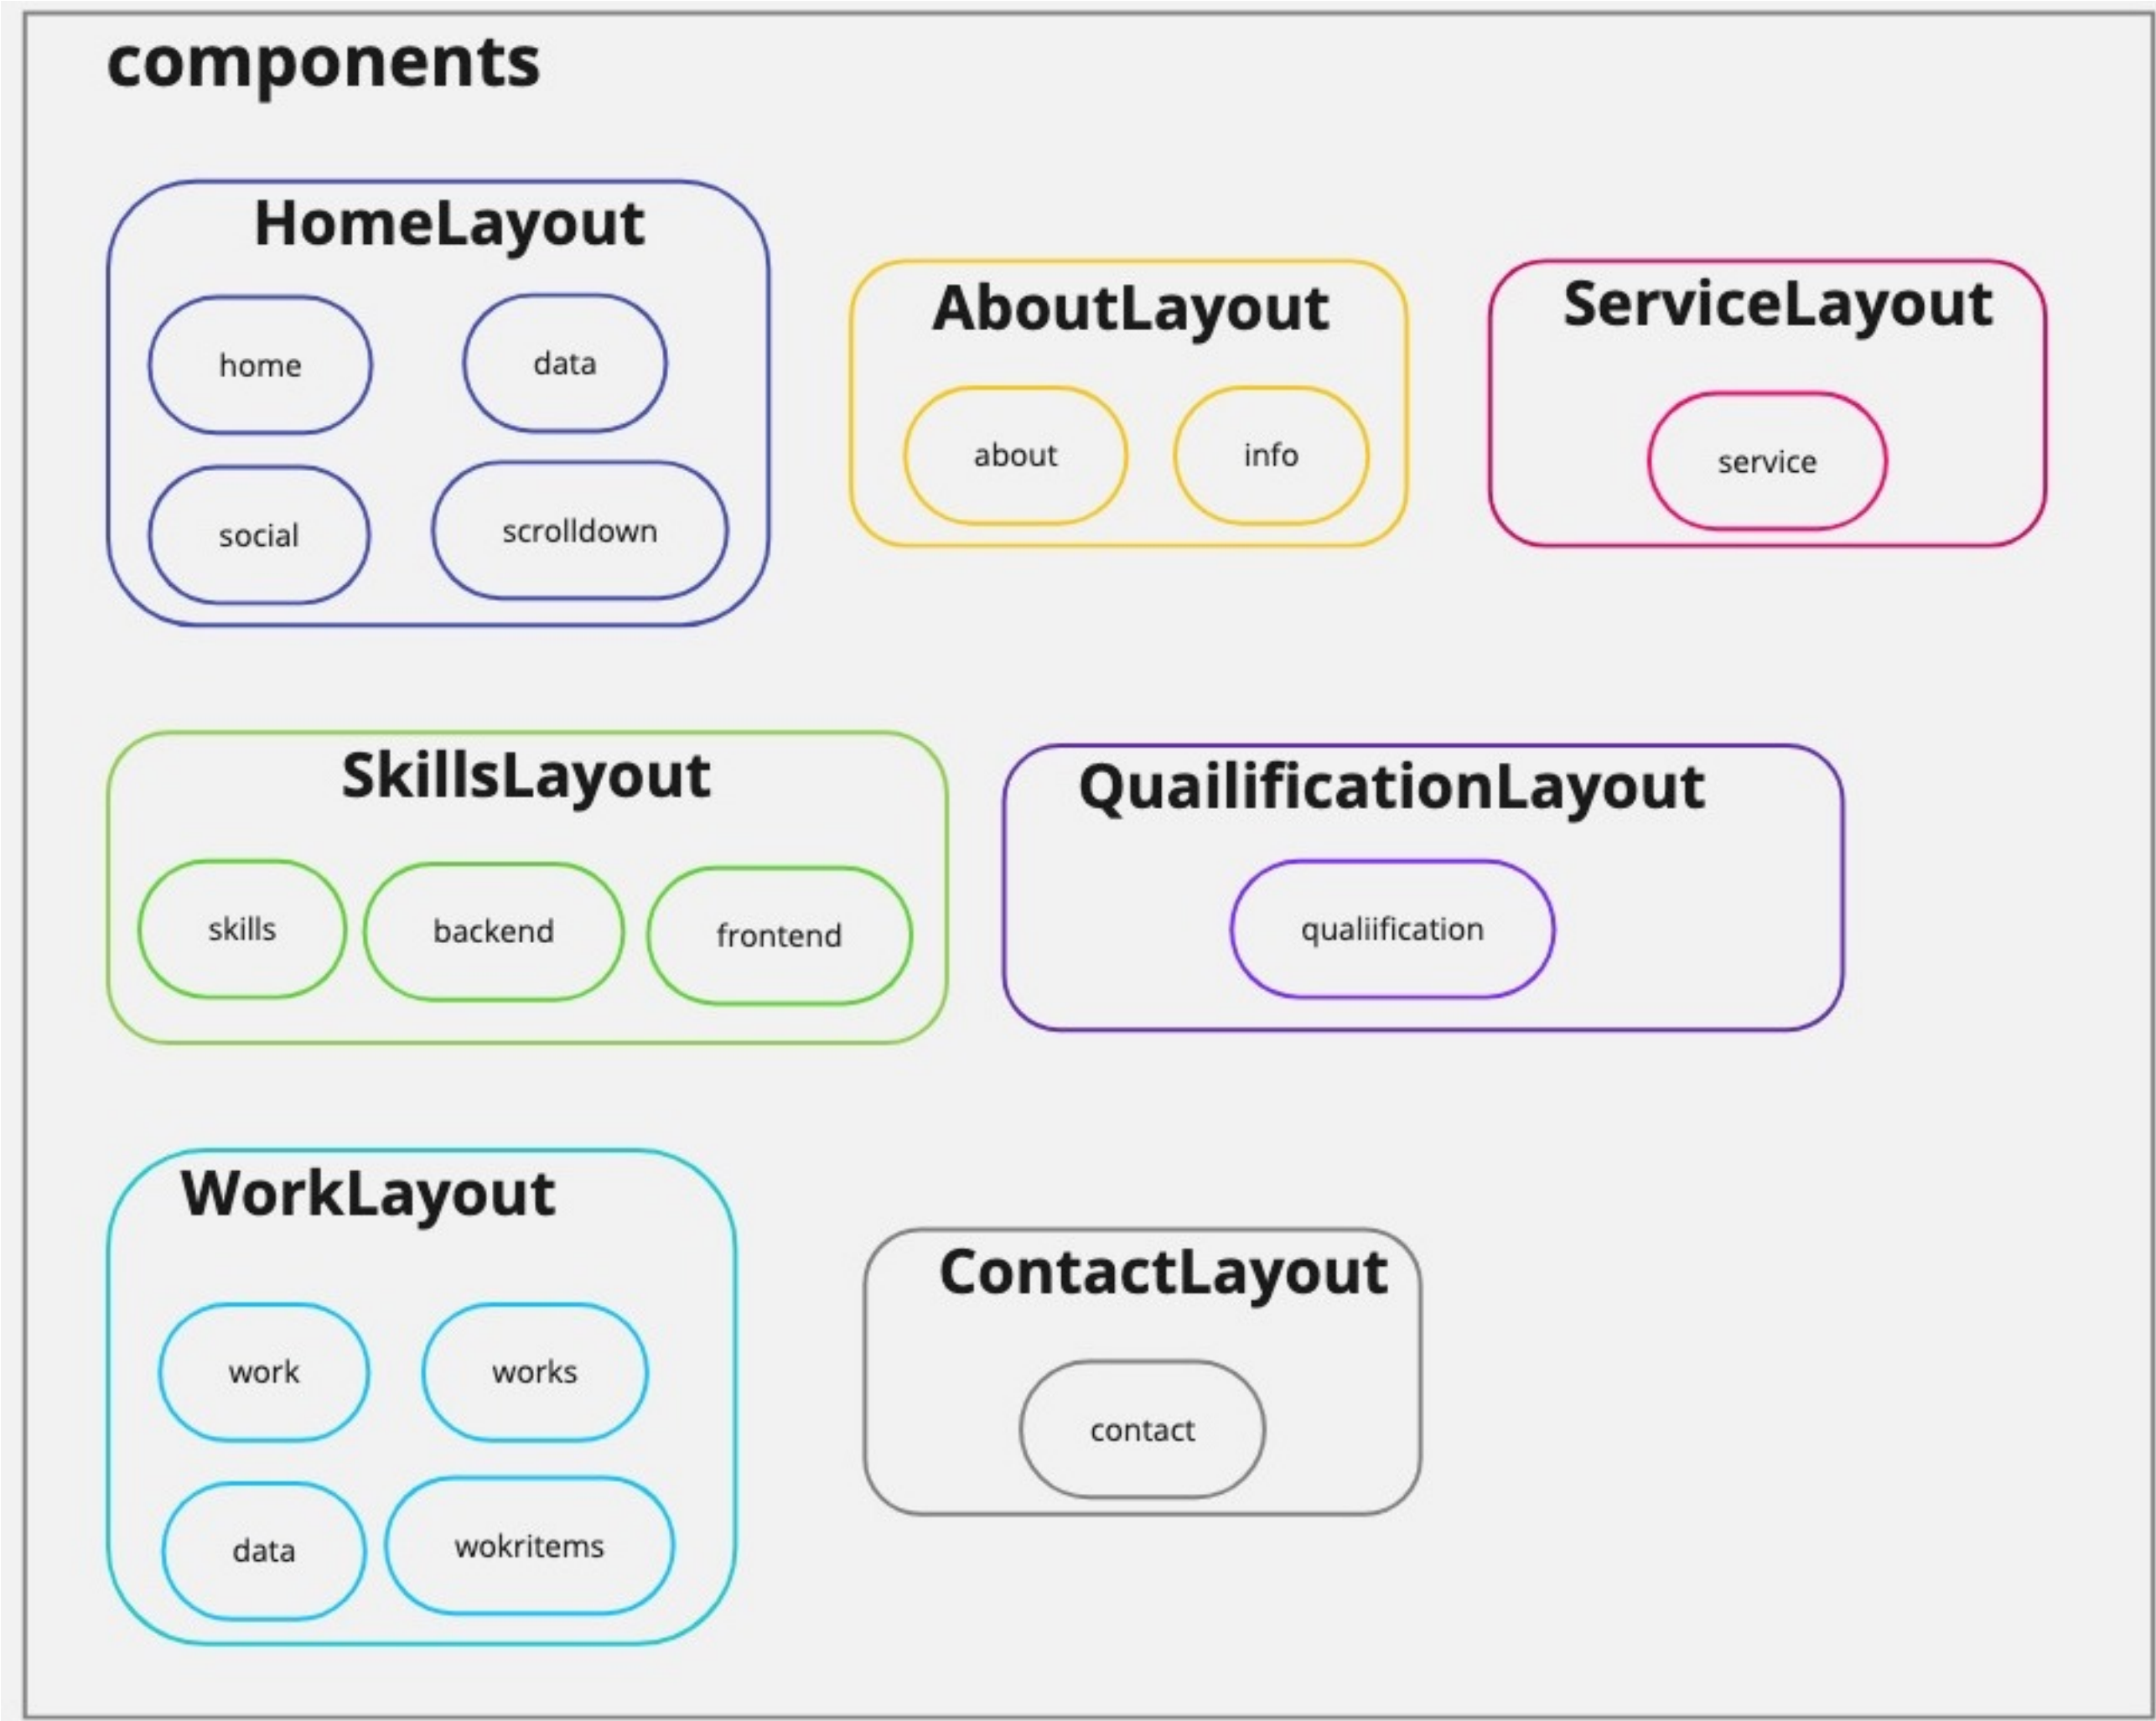 components
HomeLayout
home
data
social
scrolldown
AboutLayout
about
info
ServiceLayout
service
SkillsLayout
skills
backend
frontend
QuailificationLayout
qualiification
WorkLayout
work
works
data
wokritems
ContactLayout
contact